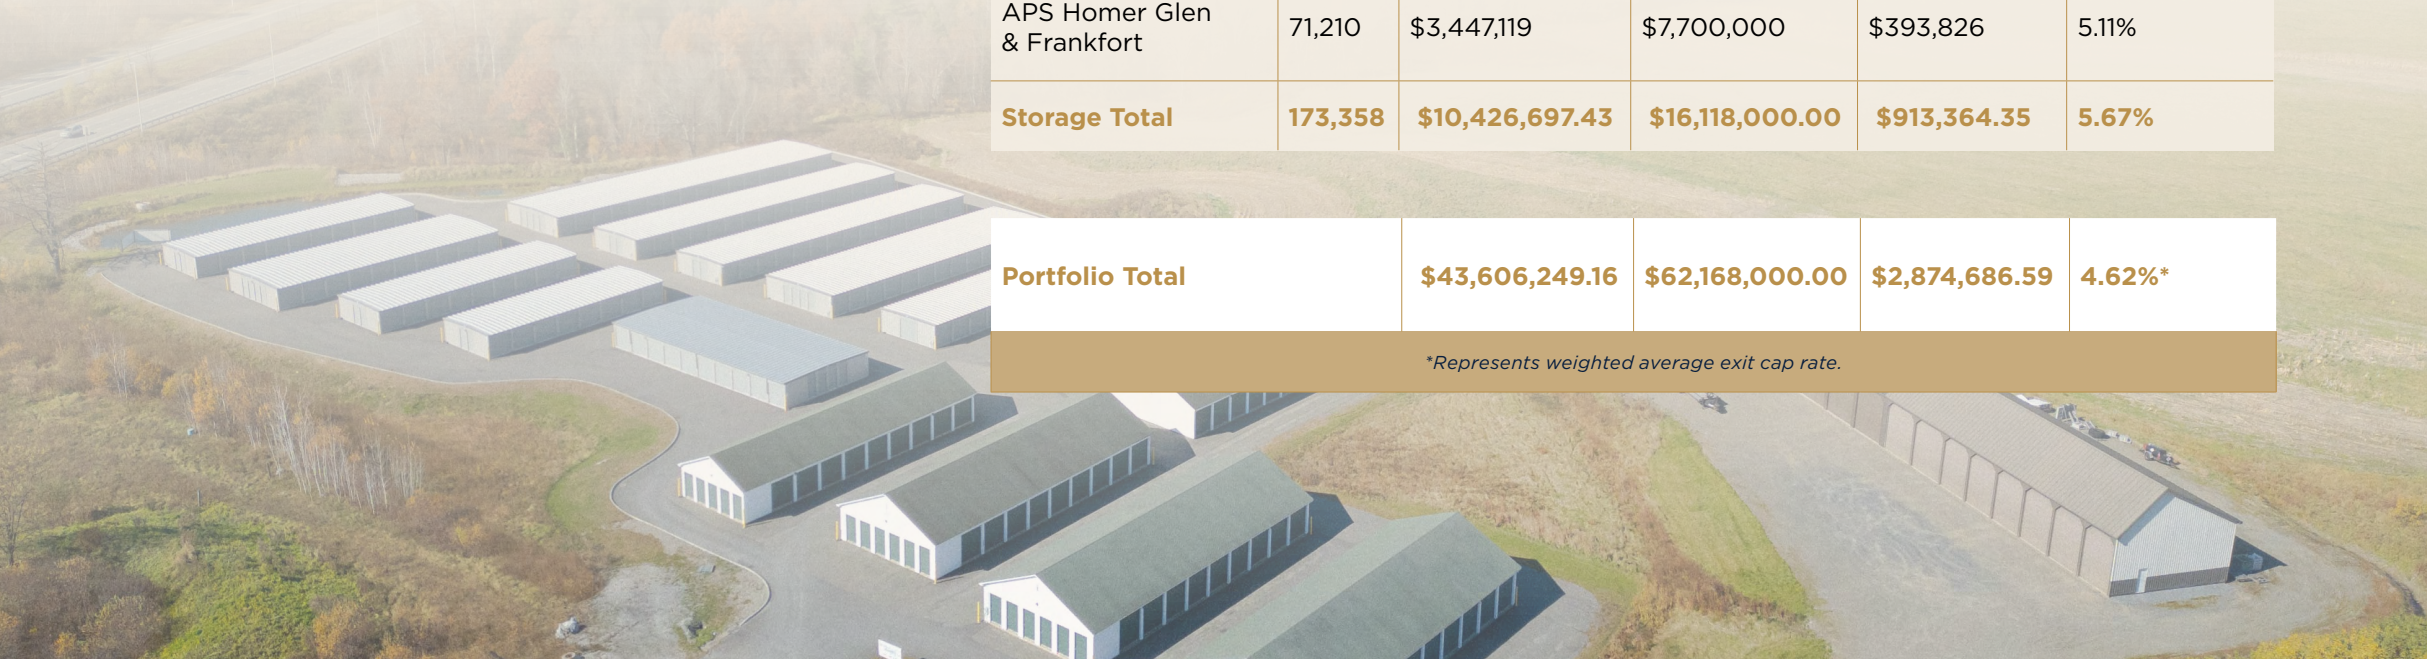 APS Homer Glen
& Frankfort
71,210
$3,447,119
$7,700,000
$393,826
5.11%
Storage Total
173,358
$10,426,697.43
$16,118,000.00
$913,364.35
5.67%
Portfolio Total
$43,606,249.16
$62,168,000.00
$2,874,686.59
4.62%*
*Represents weighted average exit cap rate.